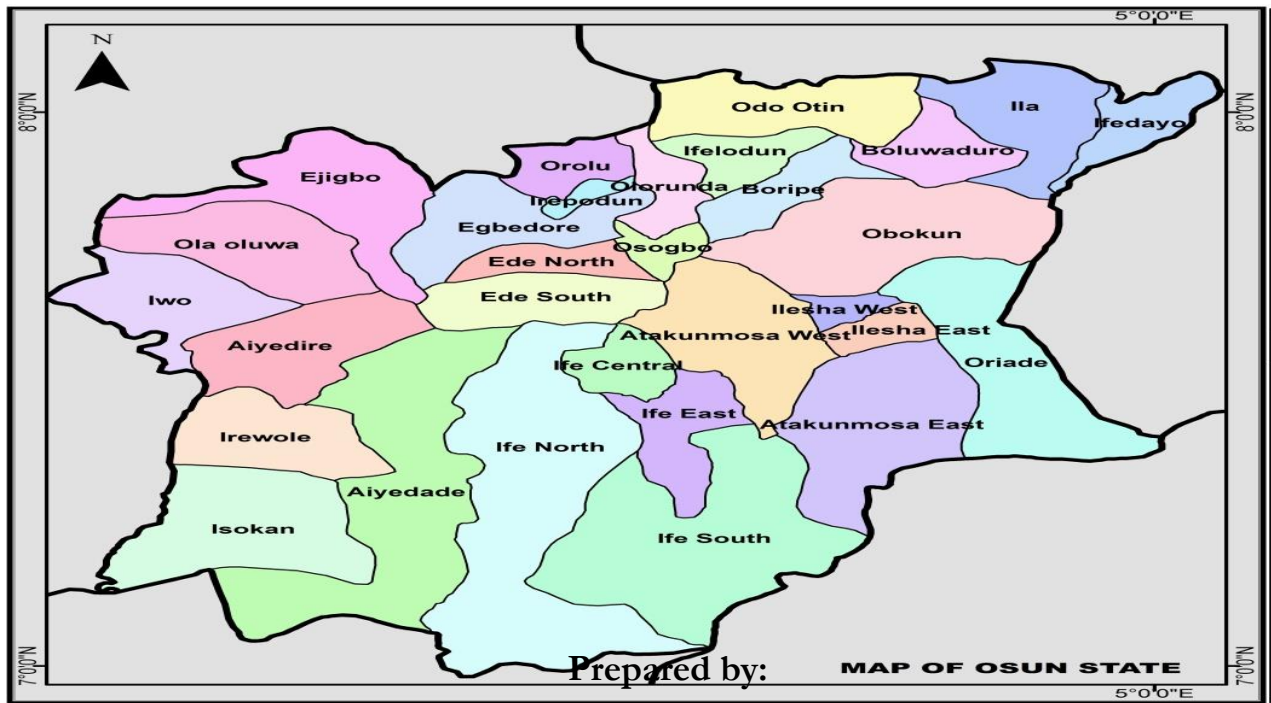 5°0'0"E
N
8°0'0"N
8°0'0"N
Odo Otin
Ila
Ifedayo
Ifelodun
Boluwaduro
Orolu
Ejigbo
Olorunda
Boripe
Irepodun
Egbedore
Obokun
Ola oluwa
Osogbo
Ede North
Ede South
Iwo
Ilesha West
Ilesha East
Atakunmosa West
Aiyedire
Ife Central
Oriade
Ife East
Atakunmosa East
Irewole
Ife North
Aiyedade
Isokan
Ife South
7°0'0"N
7°0'0"N
Prepared by:
MAP OF OSUN STATE
5°0'0"E